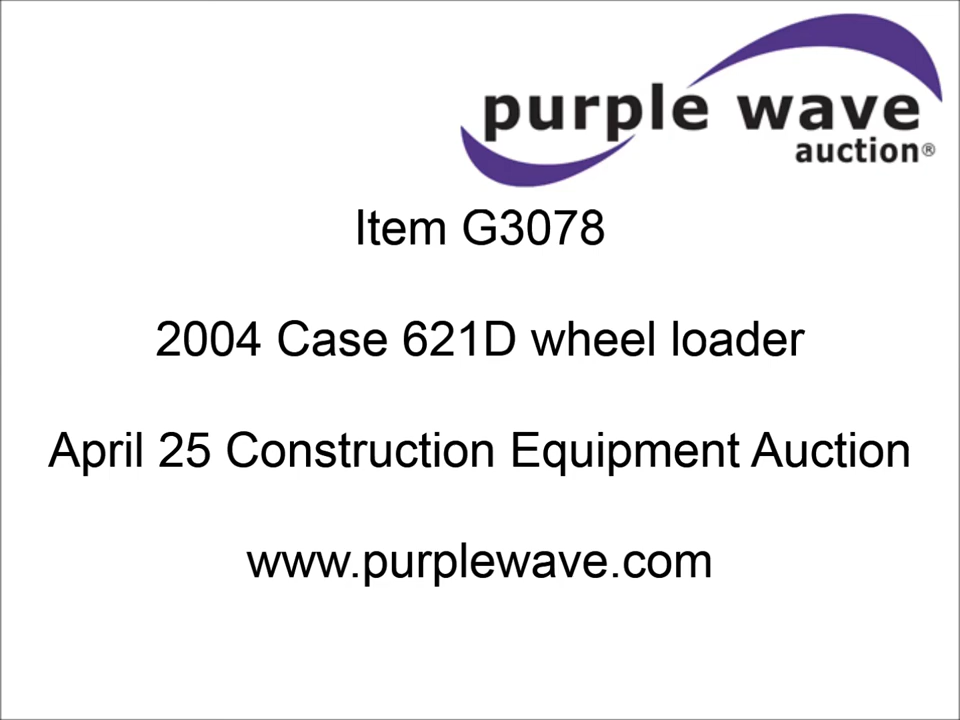 purple wave
auction®
Item G3078
2004 Case 621D wheel loader
April 25 Construction Equipment Auction
www.purplewave.com